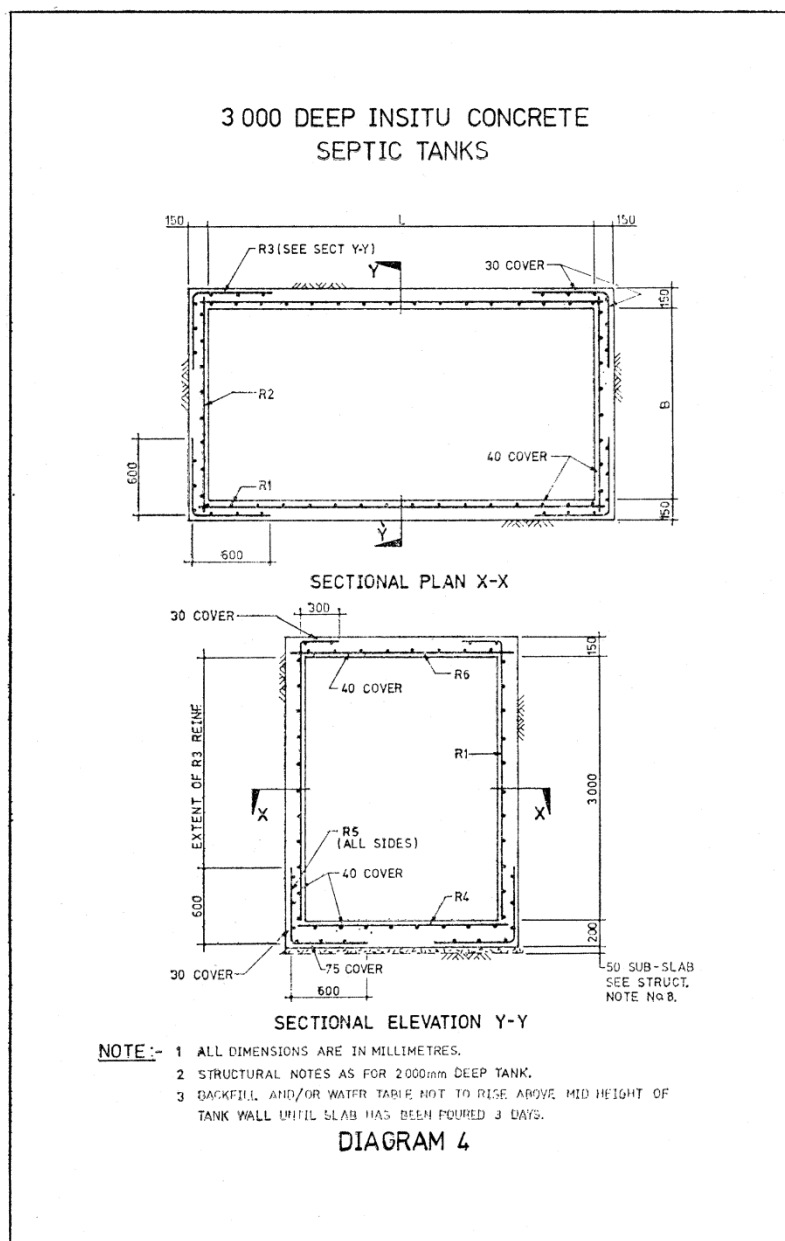 3 000 DEEP INSITU CONCRETE
SEPTIC TANKS
150
L
150
R3 (SEE SECT Y-Y)
Y
30 COVER
150
R2
B
600
40 COVER
R1
150
Y
600
SECTIONAL PLAN X-X
30 COVER
300
150
40 COVER
R6
EXTENT OF R3 REINF
R1
3 000
X
X
R5
(ALL SIDES)
40 COVER
R4
600
200
30 COVER
75 COVER
600
50 SUB-SLAB
SEE STRUCT.
NOTE No 8.
SECTIONAL ELEVATION Y-Y
NOTE:- 1 ALL DIMENSIONS ARE IN MILLIMETRES.
2 STRUCTURAL NOTES AS FOR 2 000mm DEEP TANK.
3 BACKFILL AND/OR WATER TABLE NOT TO RISE ABOVE MID HEIGHT OF
TANK WALL UNTIL SLAB HAS BEEN POURED 3 DAYS.
DIAGRAM 4